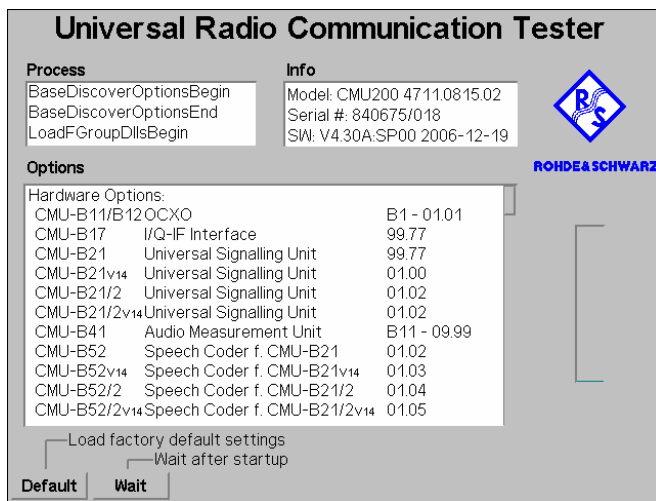 Universal Radio Communication Tester
Process
BaseDiscoverOptionsBegin
BaseDiscoverOptionsEnd
LoadFGroupDllsBegin
Info
Model: CMU200 4711.0815.02
Serial #: 840675/018
SW: V4.30A:SP00 2006-12-19
R S
ROHDE&SCHWARZ
Options
Hardware Options:
CMU-B11/B12 OCXO B1 - 01.01
CMU-B17 I/Q-IF Interface 99.77
CMU-B21 Universal Signalling Unit 99.77
CMU-B21v14 Universal Signalling Unit 01.00
CMU-B21/2 Universal Signalling Unit 01.02
CMU-B21/2v14 Universal Signalling Unit 01.02
CMU-B41 Audio Measurement Unit B11 - 09.99
CMU-B52 Speech Coder f. CMU-B21 01.02
CMU-B52v14 Speech Coder f. CMU-B21v14 01.03
CMU-B52/2 Speech Coder f. CMU-B21/2 01.04
CMU-B52/2v14 Speech Coder f. CMU-B21/2v14 01.05
Load factory default settings
Wait after startup
Default Wait